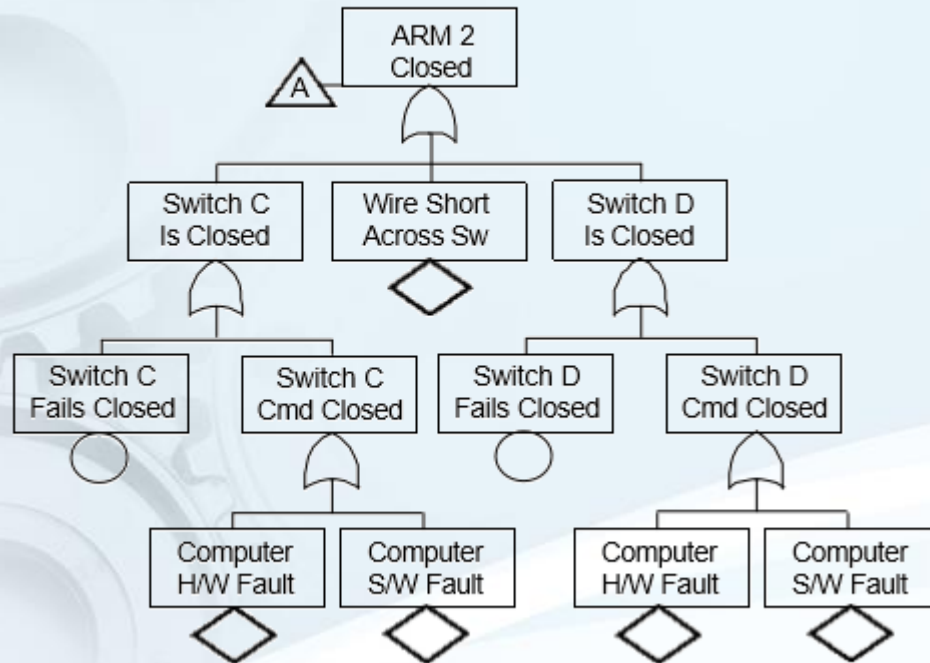 ARM 2
Closed
A
Switch C
Is Closed
Wire Short
Across Sw
Switch D
Is Closed
Switch C
Fails Closed
Switch C
Cmd Closed
Switch D
Fails Closed
Switch D
Cmd Closed
Computer
H/W Fault
Computer
S/W Fault
Computer
H/W Fault
Computer
S/W Fault